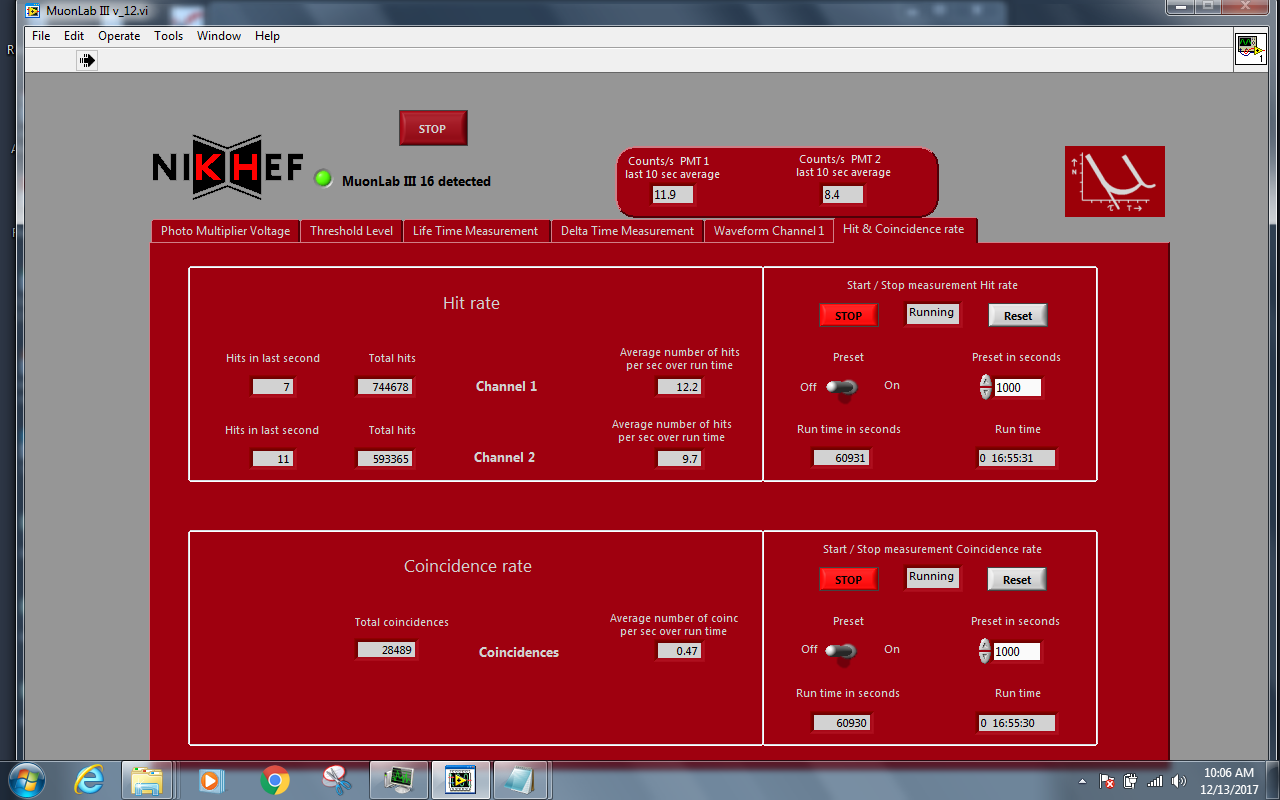 MuonLab III v_12.vi
File Edit Operate Tools Window Help
1
STOP
NIKHEF
MuonLab III 16 detected
Counts/s PMT 1
last 10 sec average
11.9
Counts/s PMT 2
last 10 sec average
8.4
N
τ T
Photo Multiplier Voltage
Threshold Level
Life Time Measurement
Delta Time Measurement
Waveform Channel 1
Hit & Coincidence rate
Hit rate
Hits in last second
7
Total hits
744678
Channel 1
Average number of hits
per sec over run time
12.2
Hits in last second
11
Total hits
593365
Channel 2
Average number of hits
per sec over run time
9.7
Start / Stop measurement Hit rate
STOP
Running
Reset
Preset
Off On
Preset in seconds
1000
Run time in seconds
60931
Run time
0 16:55:31
Coincidence rate
Total coincidences
28489
Coincidences
Average number of coinc
per sec over run time
0.47
Start / Stop measurement Coincidence rate
STOP
Running
Reset
Preset
Off On
Preset in seconds
1000
Run time in seconds
60930
Run time
0 16:55:30
10:06 AM
12/13/2017